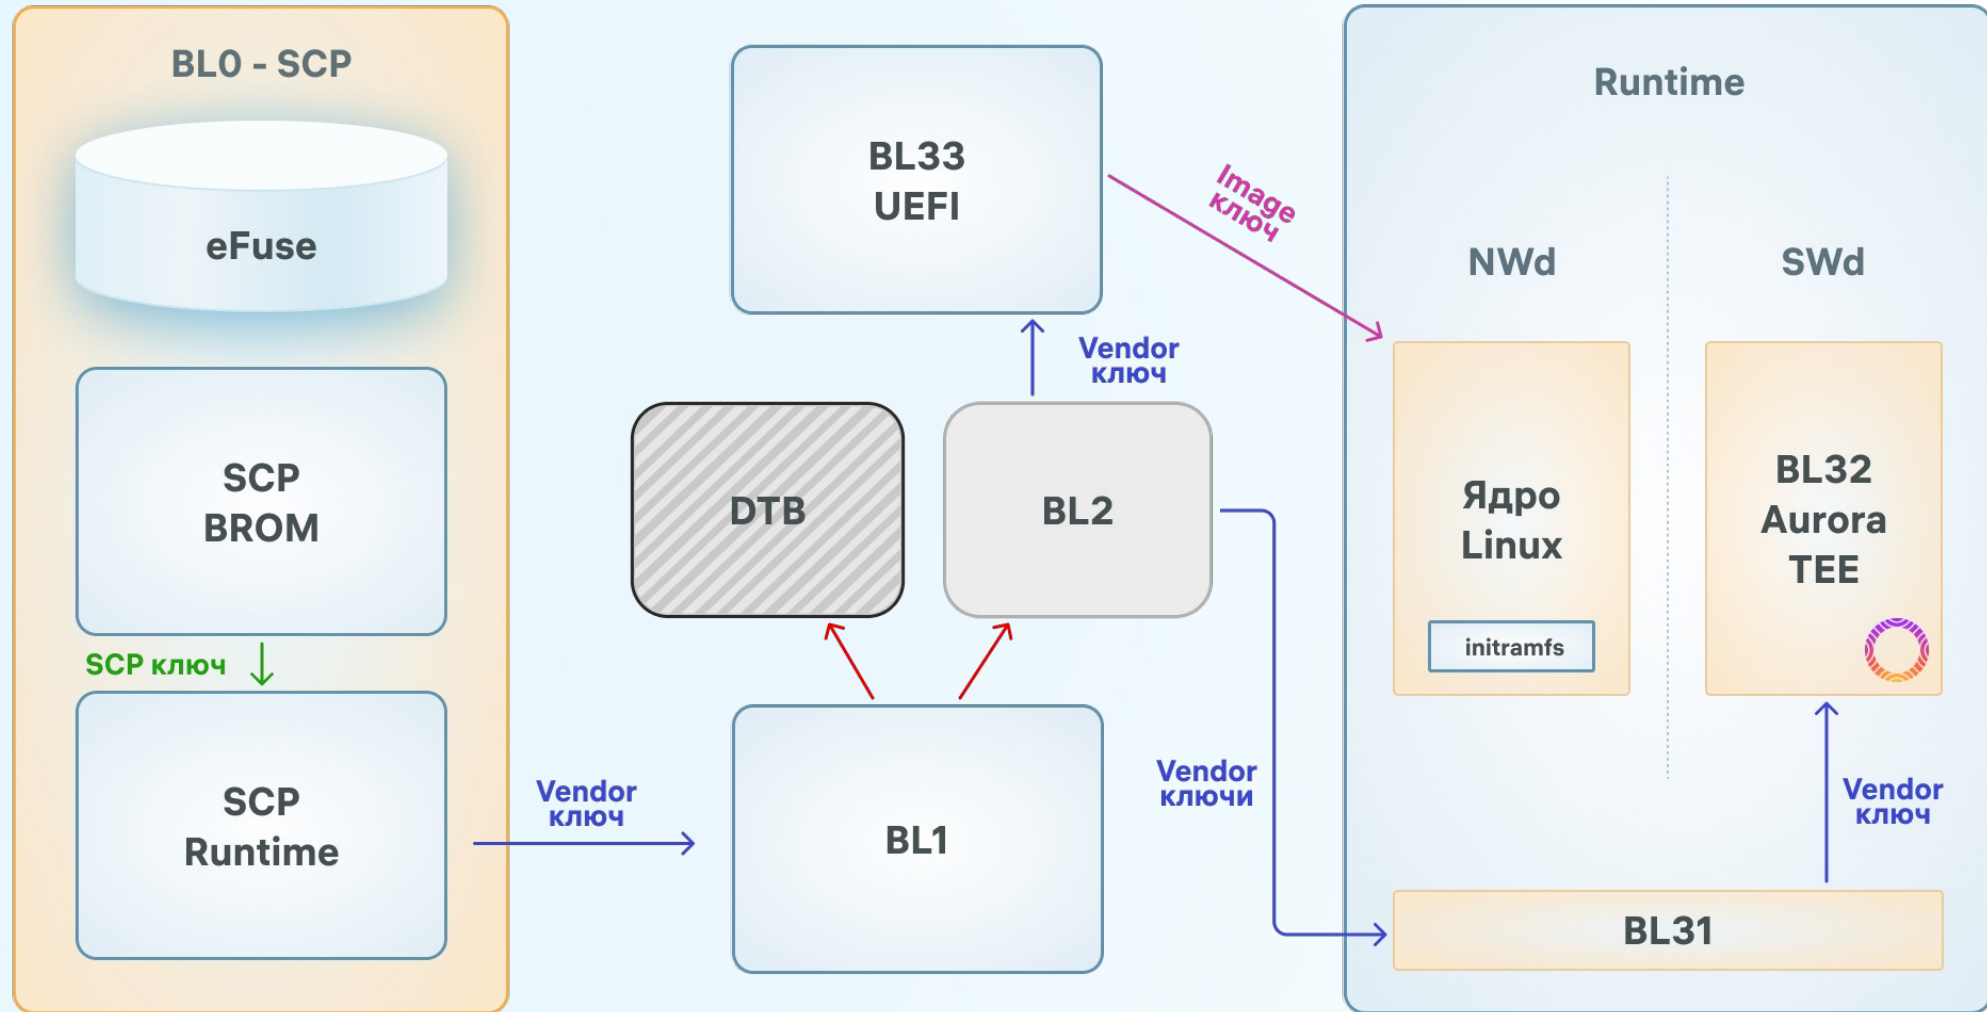 BL0 - SCP
eFuse
SCP
BROM
SCP ключ
SCP
Runtime
Vendor
ключ
BL33
UEFI
Vendor
ключ
DTB
BL2
BL1
Image
ключ
Vendor
ключи
Runtime
NWd
SWd
Ядро
Linux
initramfs
BL32
Aurora
TEE
Vendor
ключ
BL31